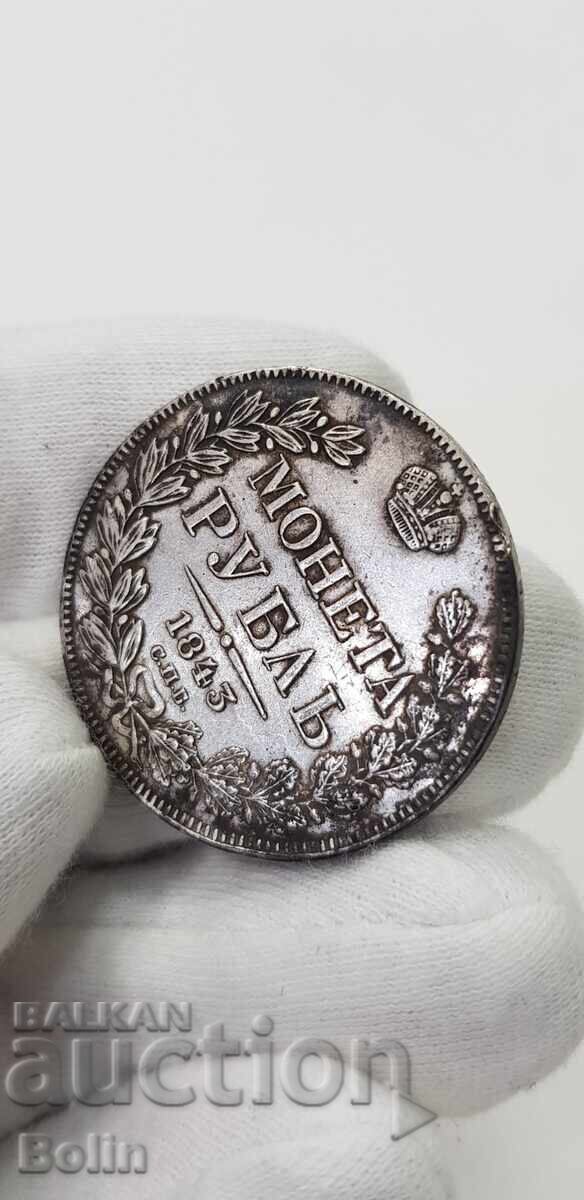 МОНЕТА
РУБЛЬ
1843
С.П.Б.
BALKAN
auction
Bolin